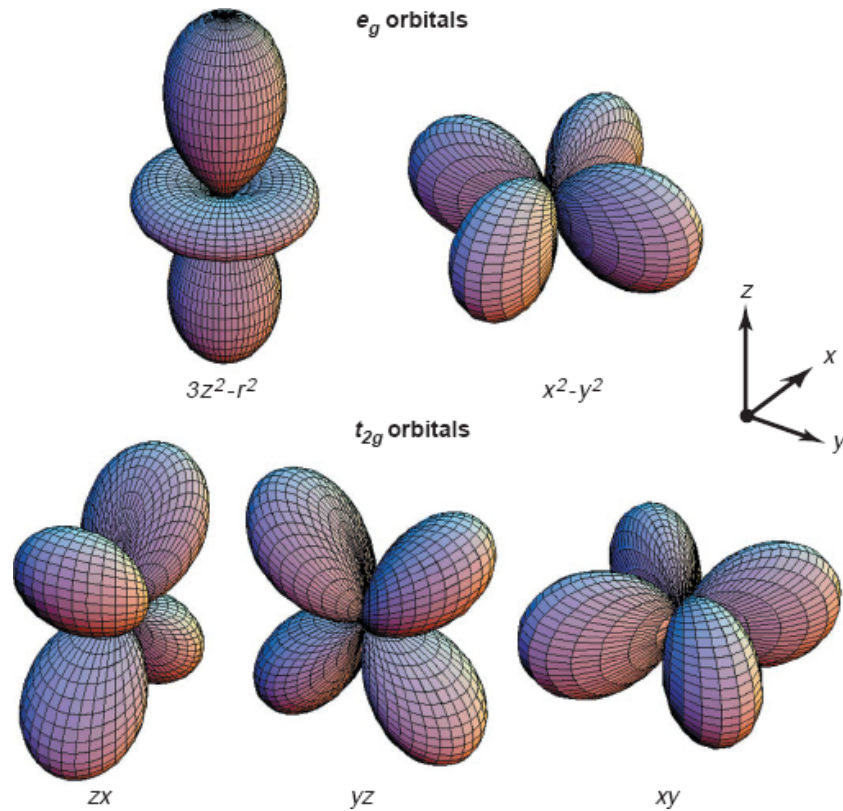 e_g orbitals
3z²-r²
x²-y²
z
x
y
t_2g orbitals
zx
yz
xy